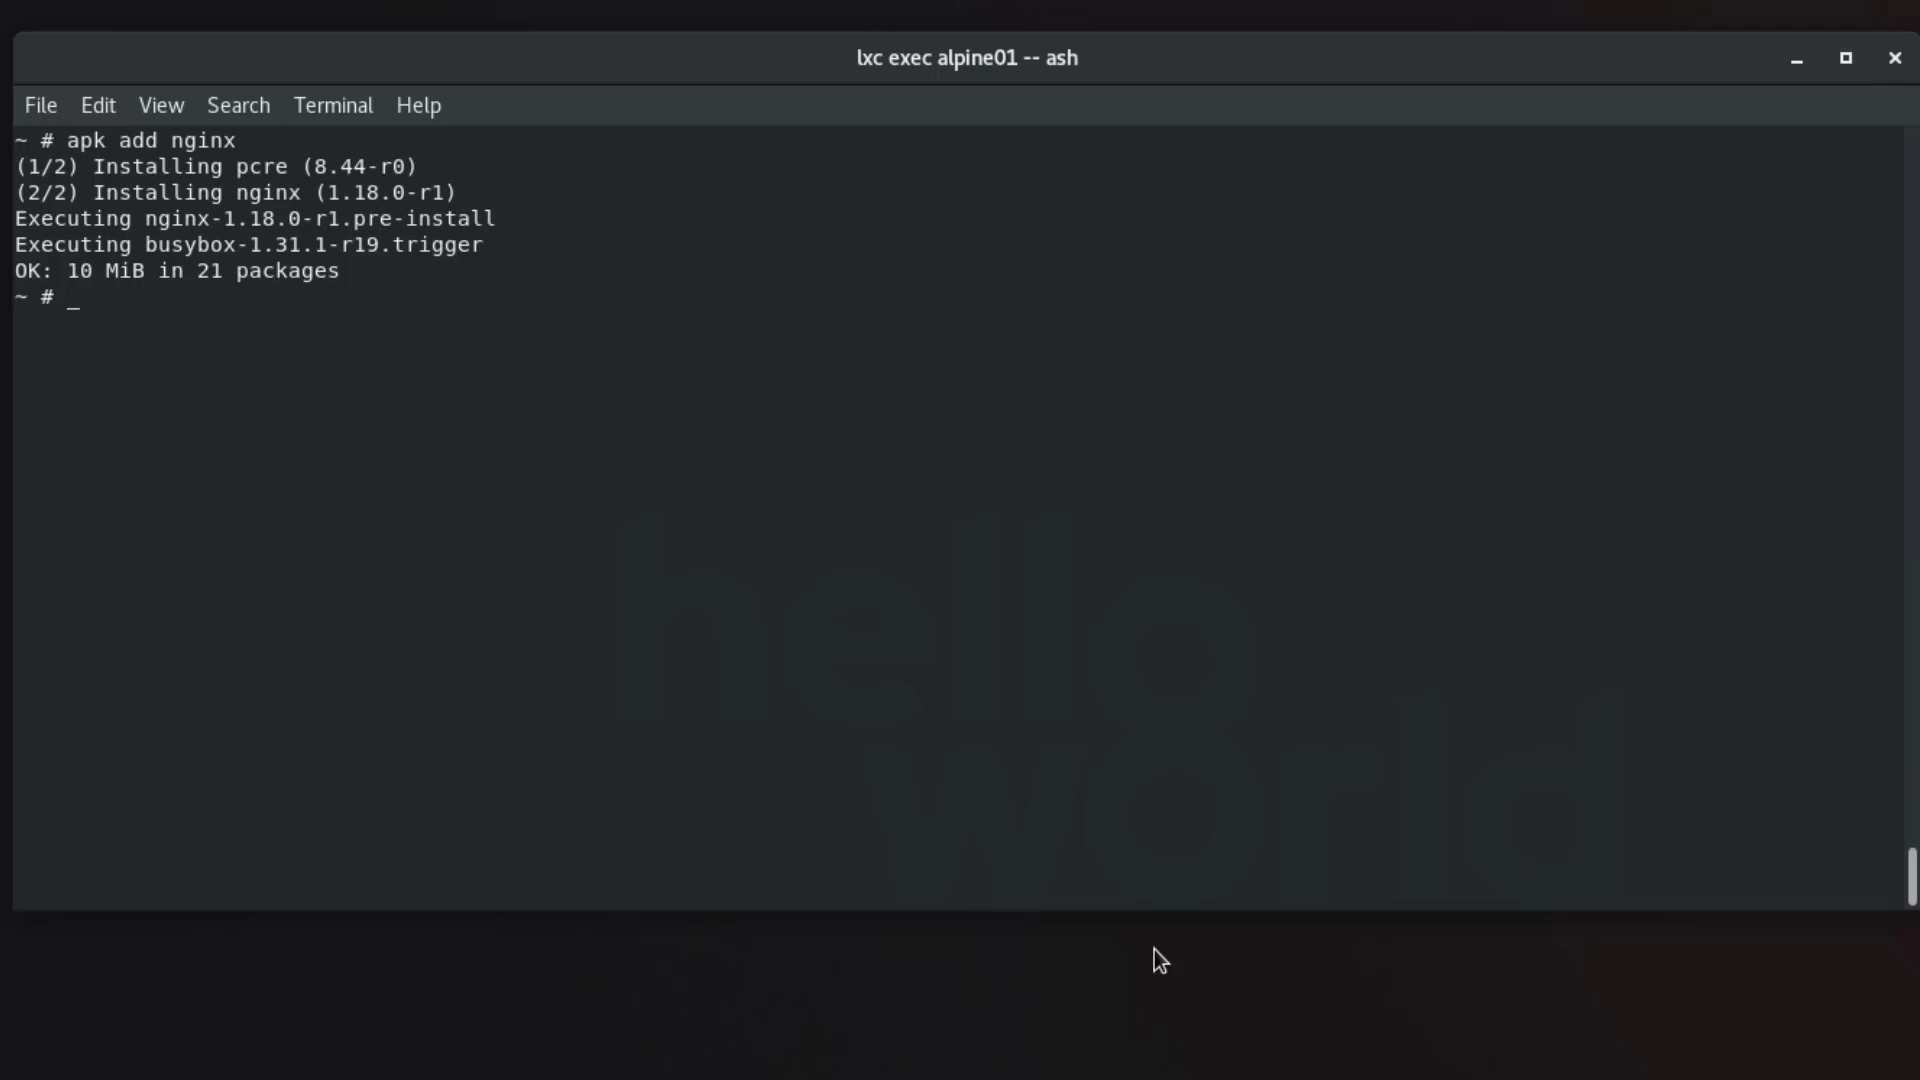 lxc exec alpine01 -- ash
File Edit View Search Terminal Help
~ # apk add nginx
(1/2) Installing pcre (8.44-r0)
(2/2) Installing nginx (1.18.0-r1)
Executing nginx-1.18.0-r1.pre-install
Executing busybox-1.31.1-r19.trigger
OK: 10 MiB in 21 packages
~ # _
hello
world